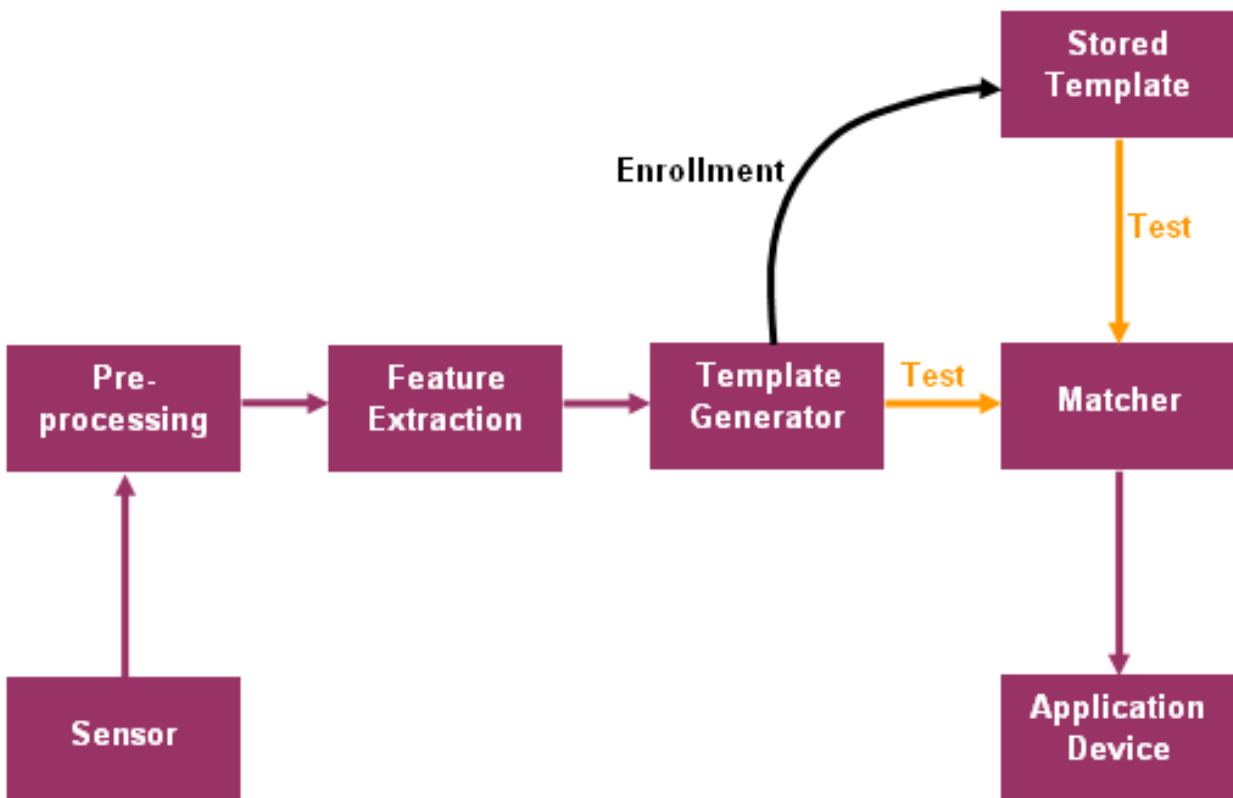 Stored
Template
Enrollment
Test
Pre-
processing
Feature
Extraction
Template
Generator
Test
Matcher
Sensor
Application
Device